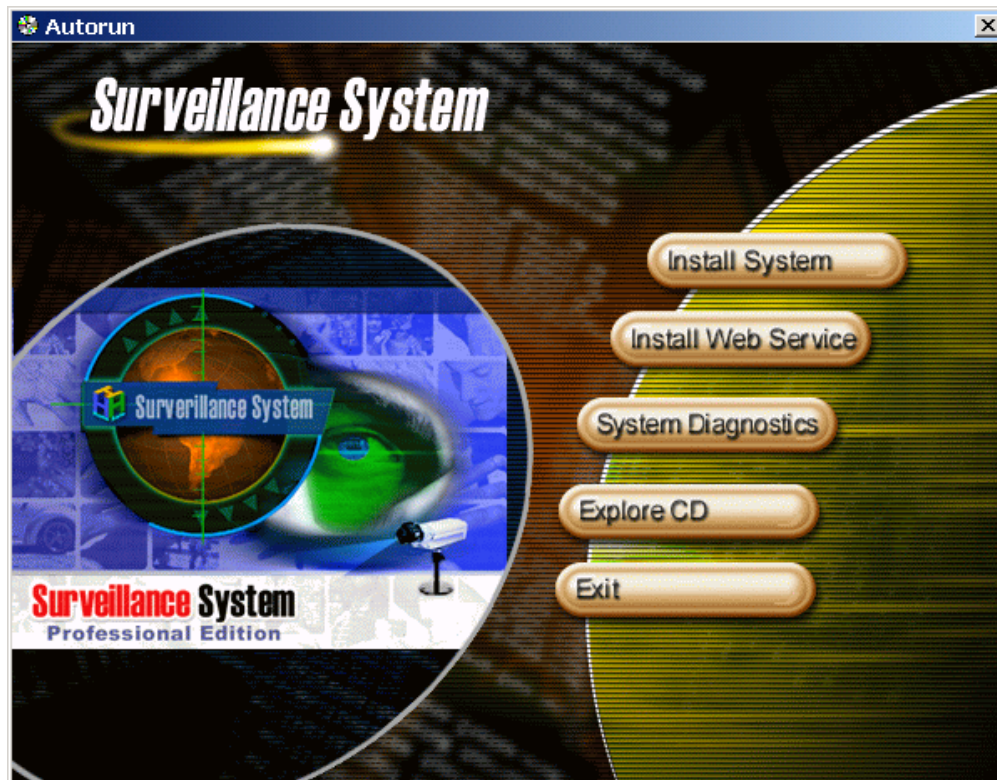 Autorun
Surveillance System
Install System
Install Web Service
Surverillance System
System Diagnostics
Explore CD
Exit
Surveillance System
Professional Edition